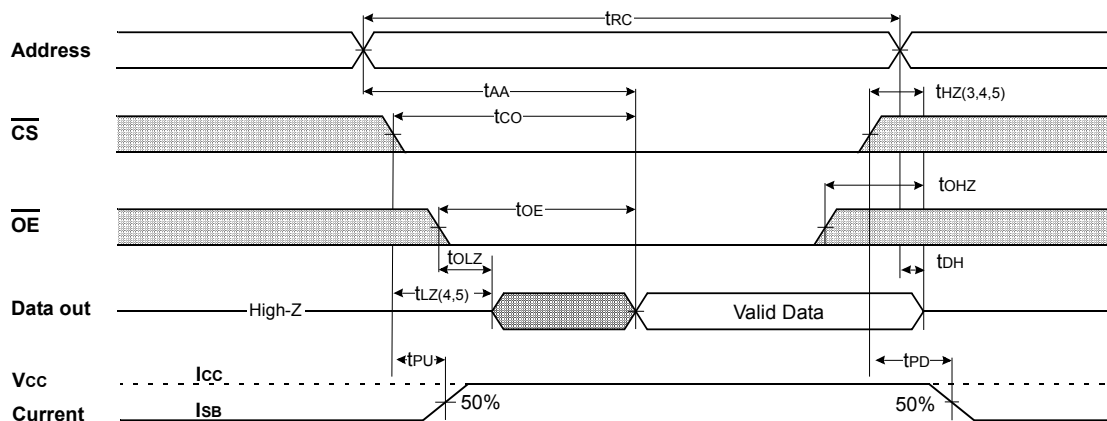 tRC
Address
tAA
tHZ(3,4,5)
CS
tCO
tOHZ
OE
tOE
tOLZ
tDH
tLZ(4,5)
Data out
High-Z
Valid Data
tPU
tPD
VCC
ICC
50%
50%
Current
ISB